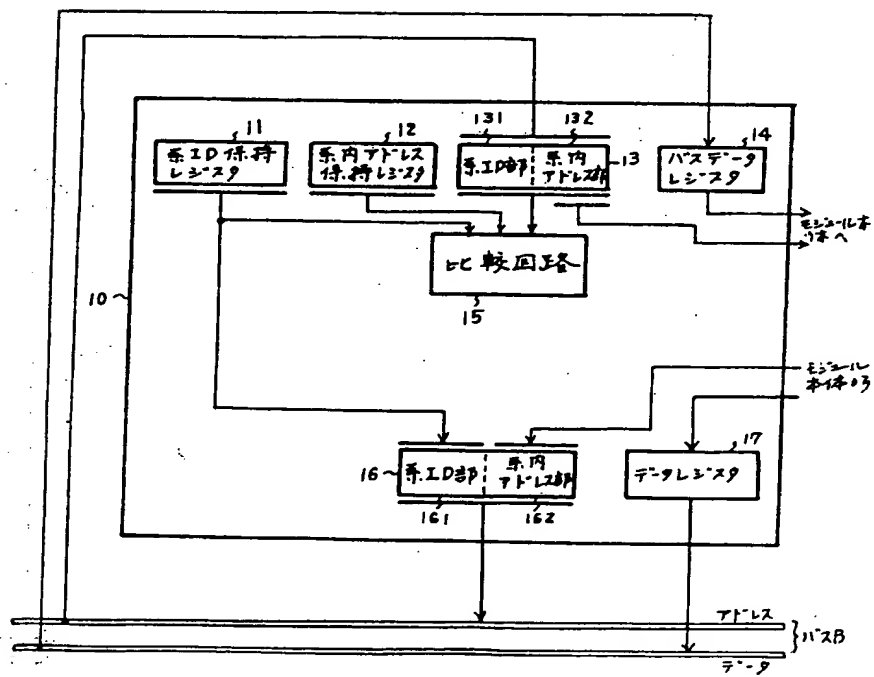 131
132
11
12
13
14
系ID保持
レジスタ
系内アドレス
保持レジスタ
系ID部
系内
アドレス部
バスデータ
レジスタ
モジュール本
体へ
比較回路
15
10
モジュール
本体から
16
系ID部
系内
アドレス部
17
データレジスタ
161
162
アドレス
バスB
データ